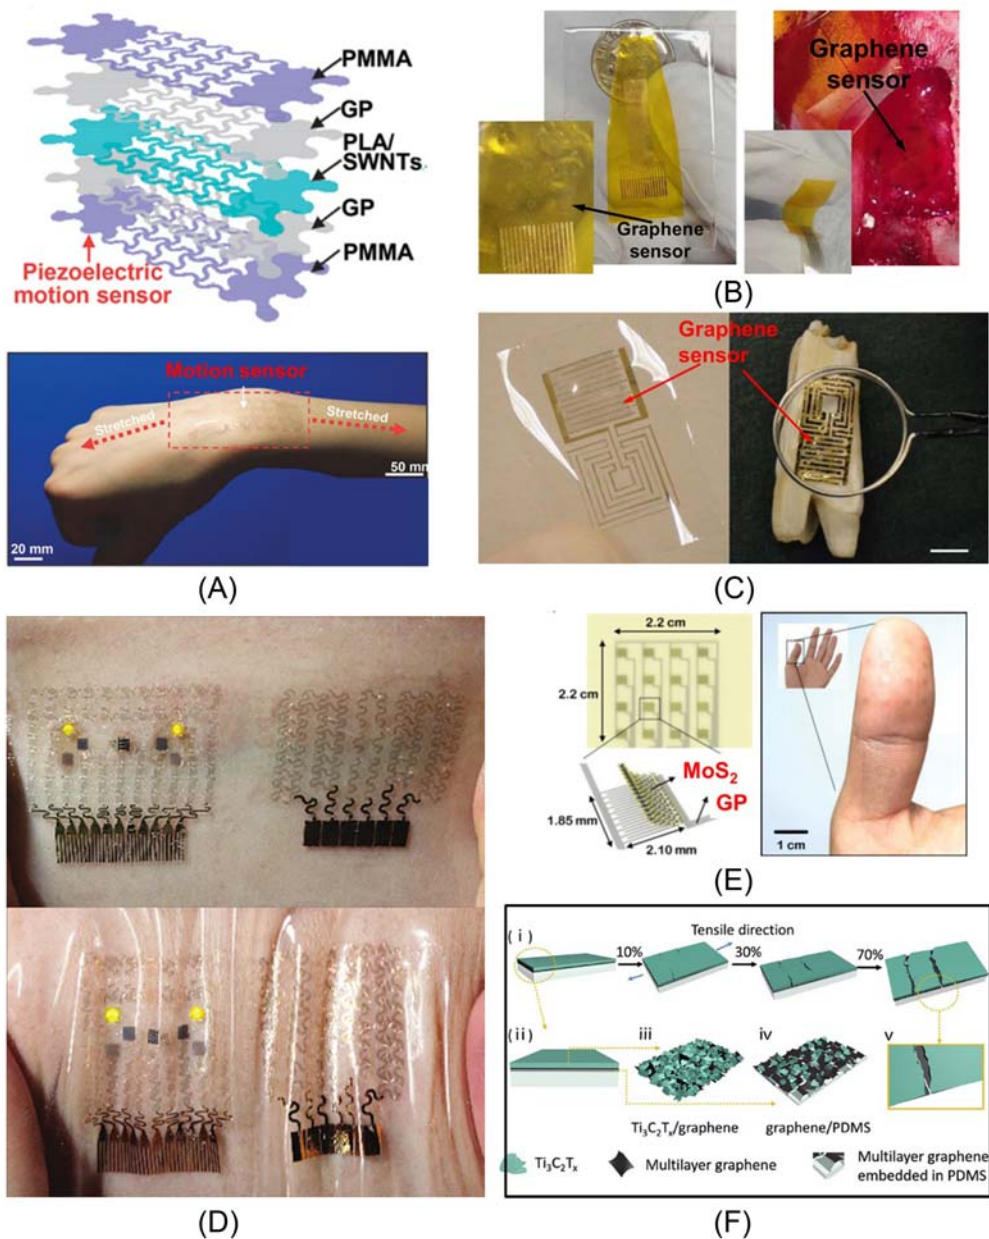 PMMA
GP
PLA/
SWNTs
GP
PMMA
Piezoelectric
motion sensor
Motion sensor
Stretched
Stretched
50 mm
20 mm
(A)
Graphene
sensor
Graphene
sensor
(B)
Graphene
sensor
(C)
(D)
2.2 cm
2.2 cm
MoS₂
GP
1.85 mm
2.10 mm
1 cm
(E)
(i)
Tensile direction
10%
30%
70%
(ii)
iii
iv
v
Ti₃C₂Tₓ/graphene
graphene/PDMS
Ti₃C₂Tₓ
Multilayer graphene
Multilayer graphene
embedded in PDMS
(F)